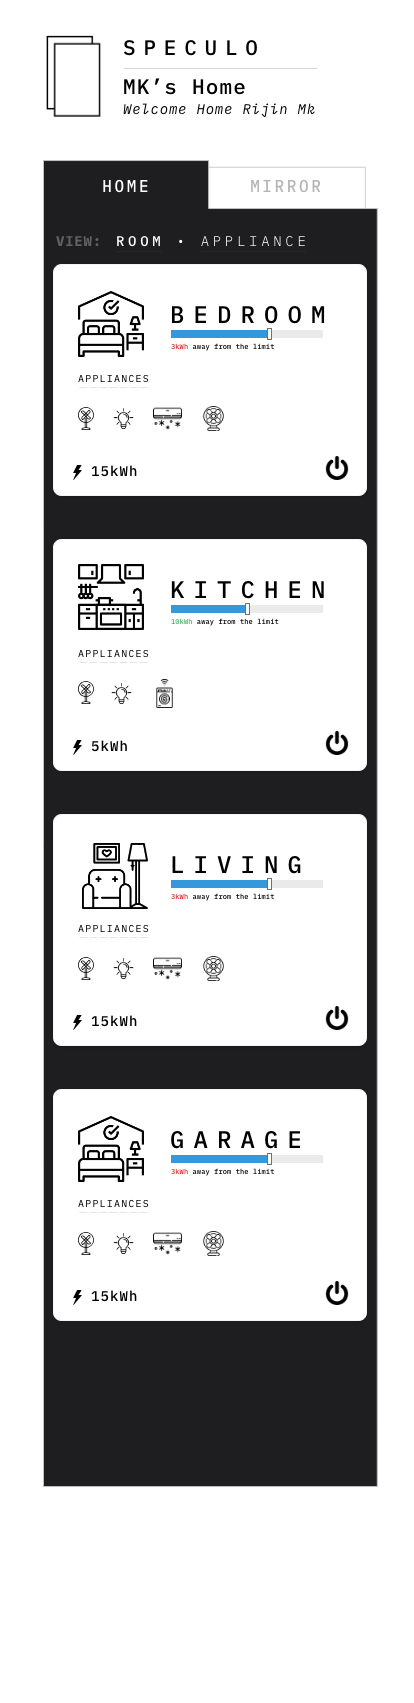 SPECULO
MK’s Home
Welcome Home Rijin Mk
HOME MIRROR
VIEW: ROOM • APPLIANCE
BEDROOM
3kWh away from the limit
APPLIANCES
15kWh
KITCHEN
10kWh away from the limit
APPLIANCES
5kWh
LIVING
3kWh away from the limit
APPLIANCES
15kWh
GARAGE
3kWh away from the limit
APPLIANCES
15kWh